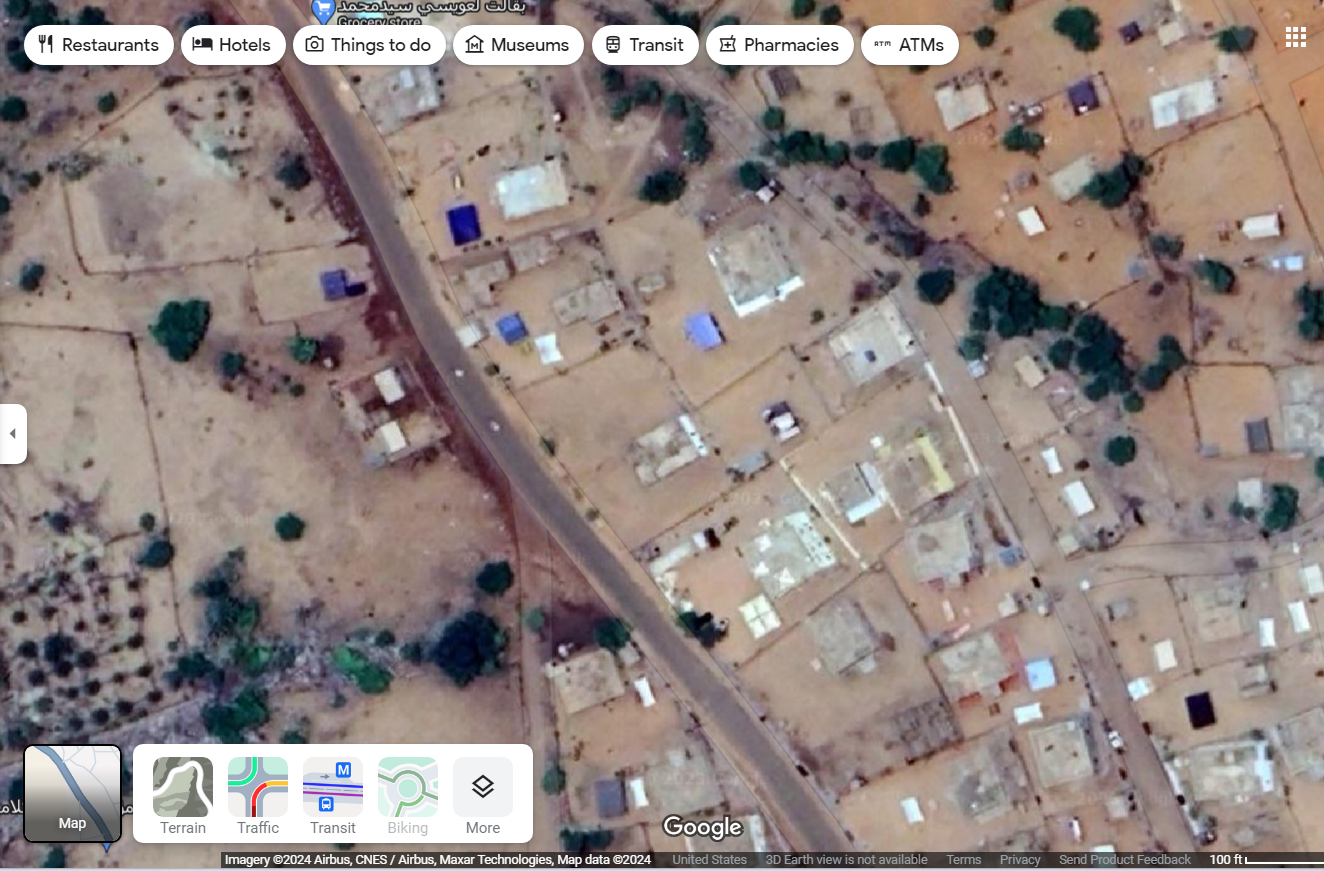 بقالت لعويسي سيدمحمد
Grocery store
Restaurants
Hotels
Things to do
Museums
Transit
Pharmacies
ATMs
Map
Terrain
Traffic
Transit
Biking
More
Google
Imagery ©2024 Airbus, CNES / Airbus, Maxar Technologies, Map data ©2024 United States 3D Earth view is not available Terms Privacy Send Product Feedback 100 ft